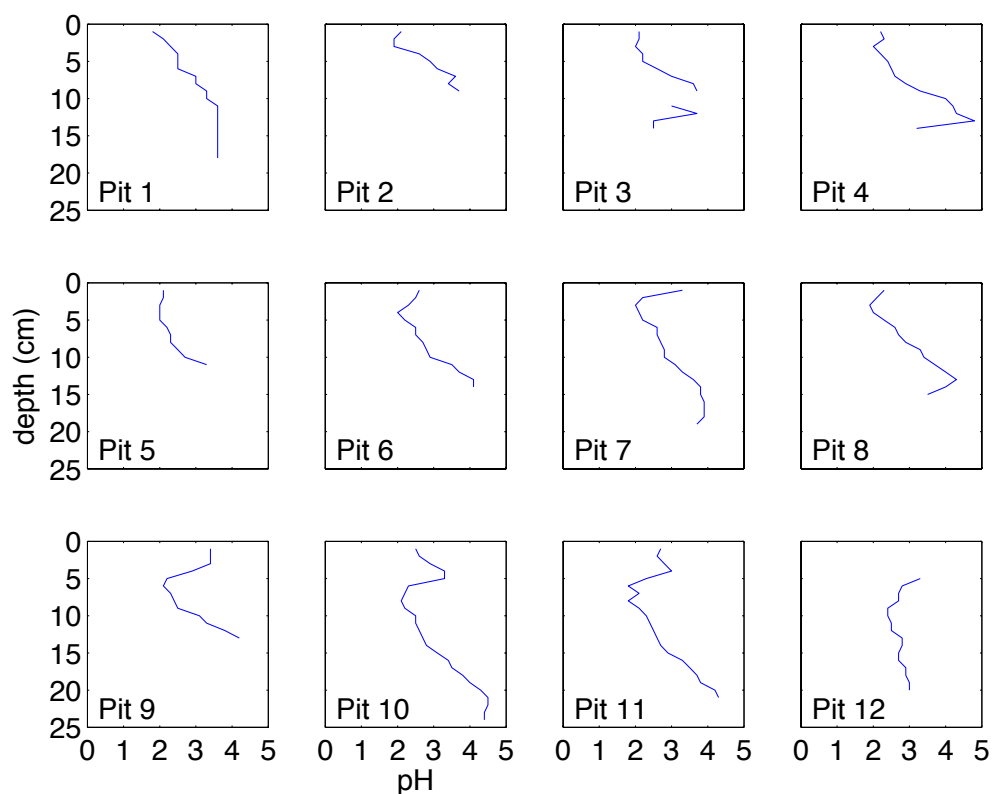 0
5
10
15
20
25
Pit 1
Pit 2
Pit 3
Pit 4
depth (cm)
0
5
10
15
20
25
Pit 5
Pit 6
Pit 7
Pit 8
0
5
10
15
20
25
Pit 9
Pit 10
Pit 11
Pit 12
0 1 2 3 4 5
0 1 2 3 4 5
0 1 2 3 4 5
0 1 2 3 4 5
pH